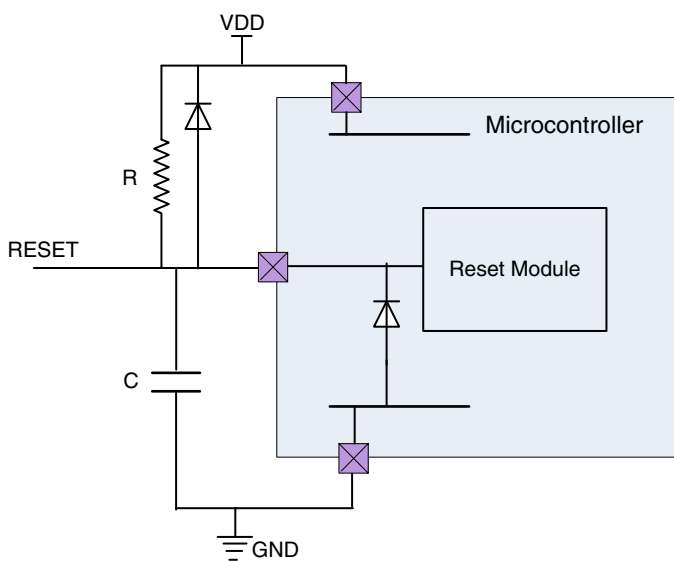 VDD
Microcontroller
R
RESET
Reset Module
C
GND